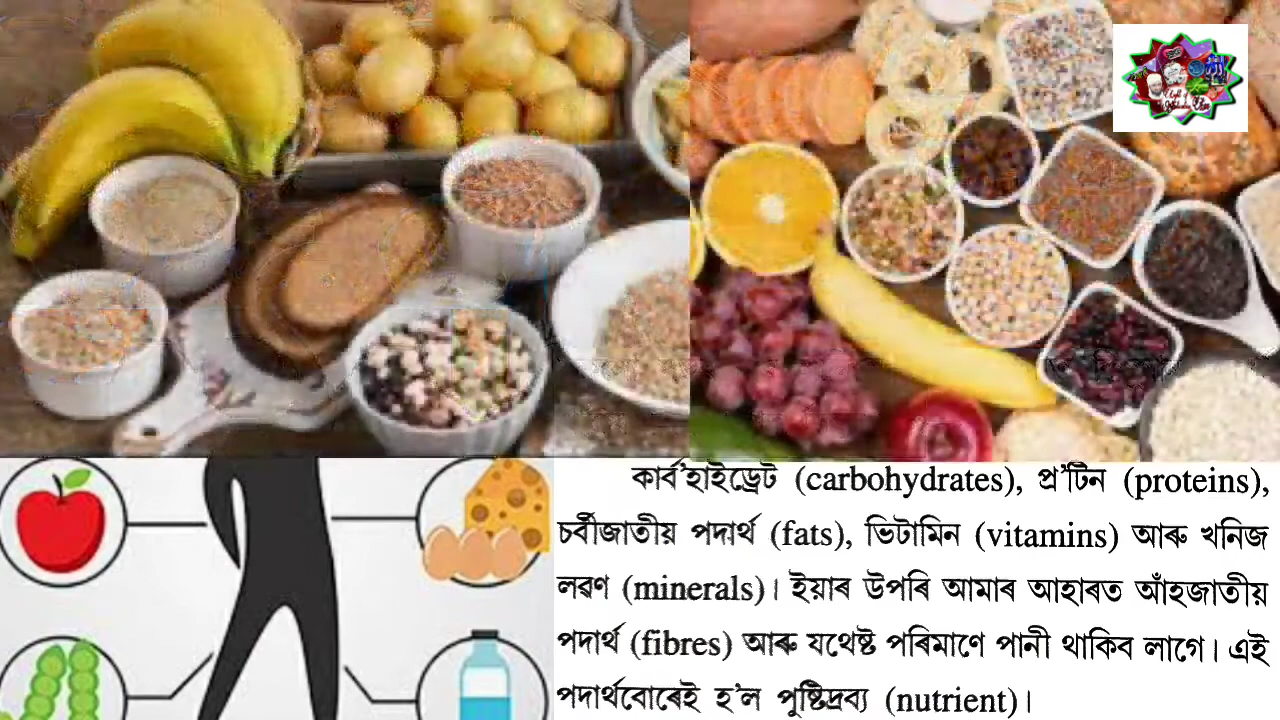 কাৰ্ব'হাইড্ৰেট (carbohydrates), প্ৰ'টিন (proteins),
চৰ্বীজাতীয় পদাৰ্থ (fats), ভিটামিন (vitamins) আৰু খনিজ
লৱণ (minerals)। ইয়াৰ উপৰি আমাৰ আহাৰত আঁহজাতীয়
পদাৰ্থ (fibres) আৰু যথেষ্ট পৰিমাণে পানী থাকিব লাগে। এই
পদাৰ্থবোৰেই হ'ল পুষ্টিদ্ৰব্য (nutrient)।